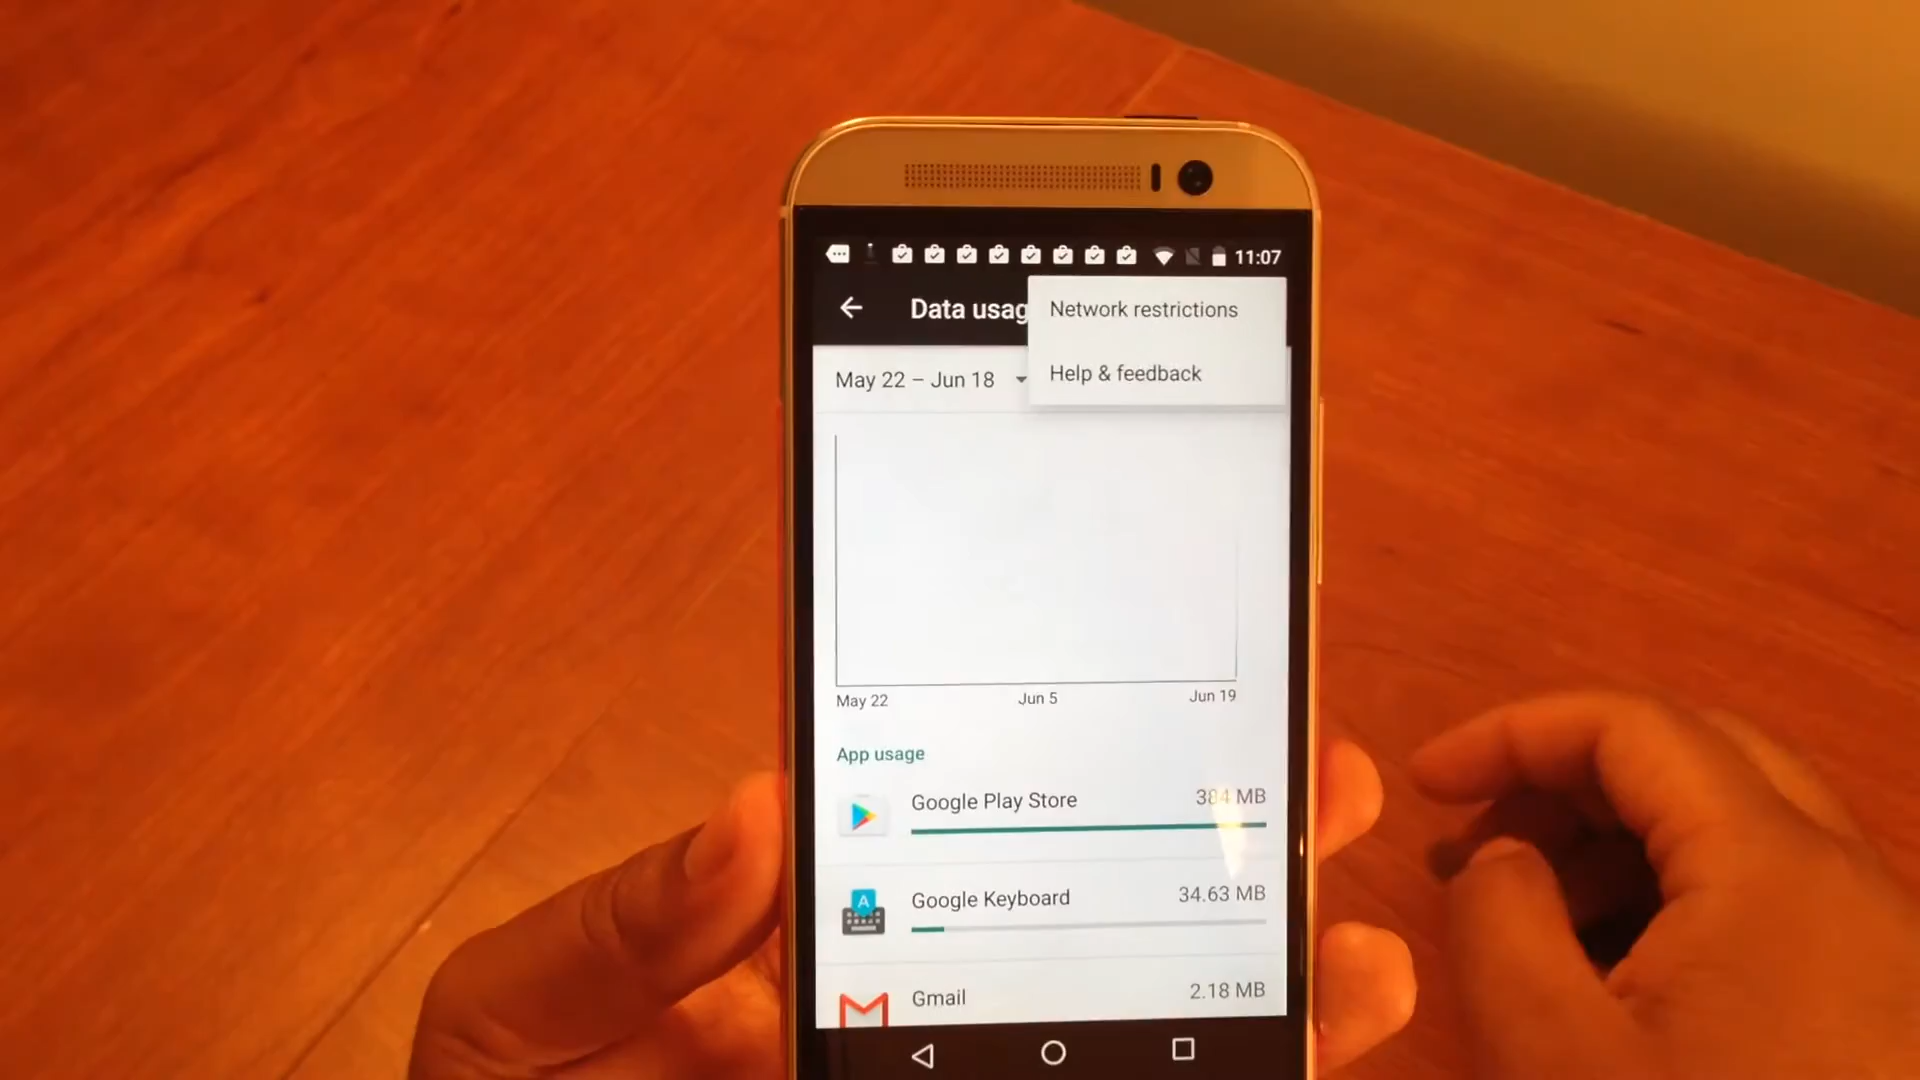 11:07
Data usag
Network restrictions
Help & feedback
May 22 – Jun 18
May 22
Jun 5
Jun 19
App usage
Google Play Store
384 MB
A
Google Keyboard
34.63 MB
Gmail
2.18 MB